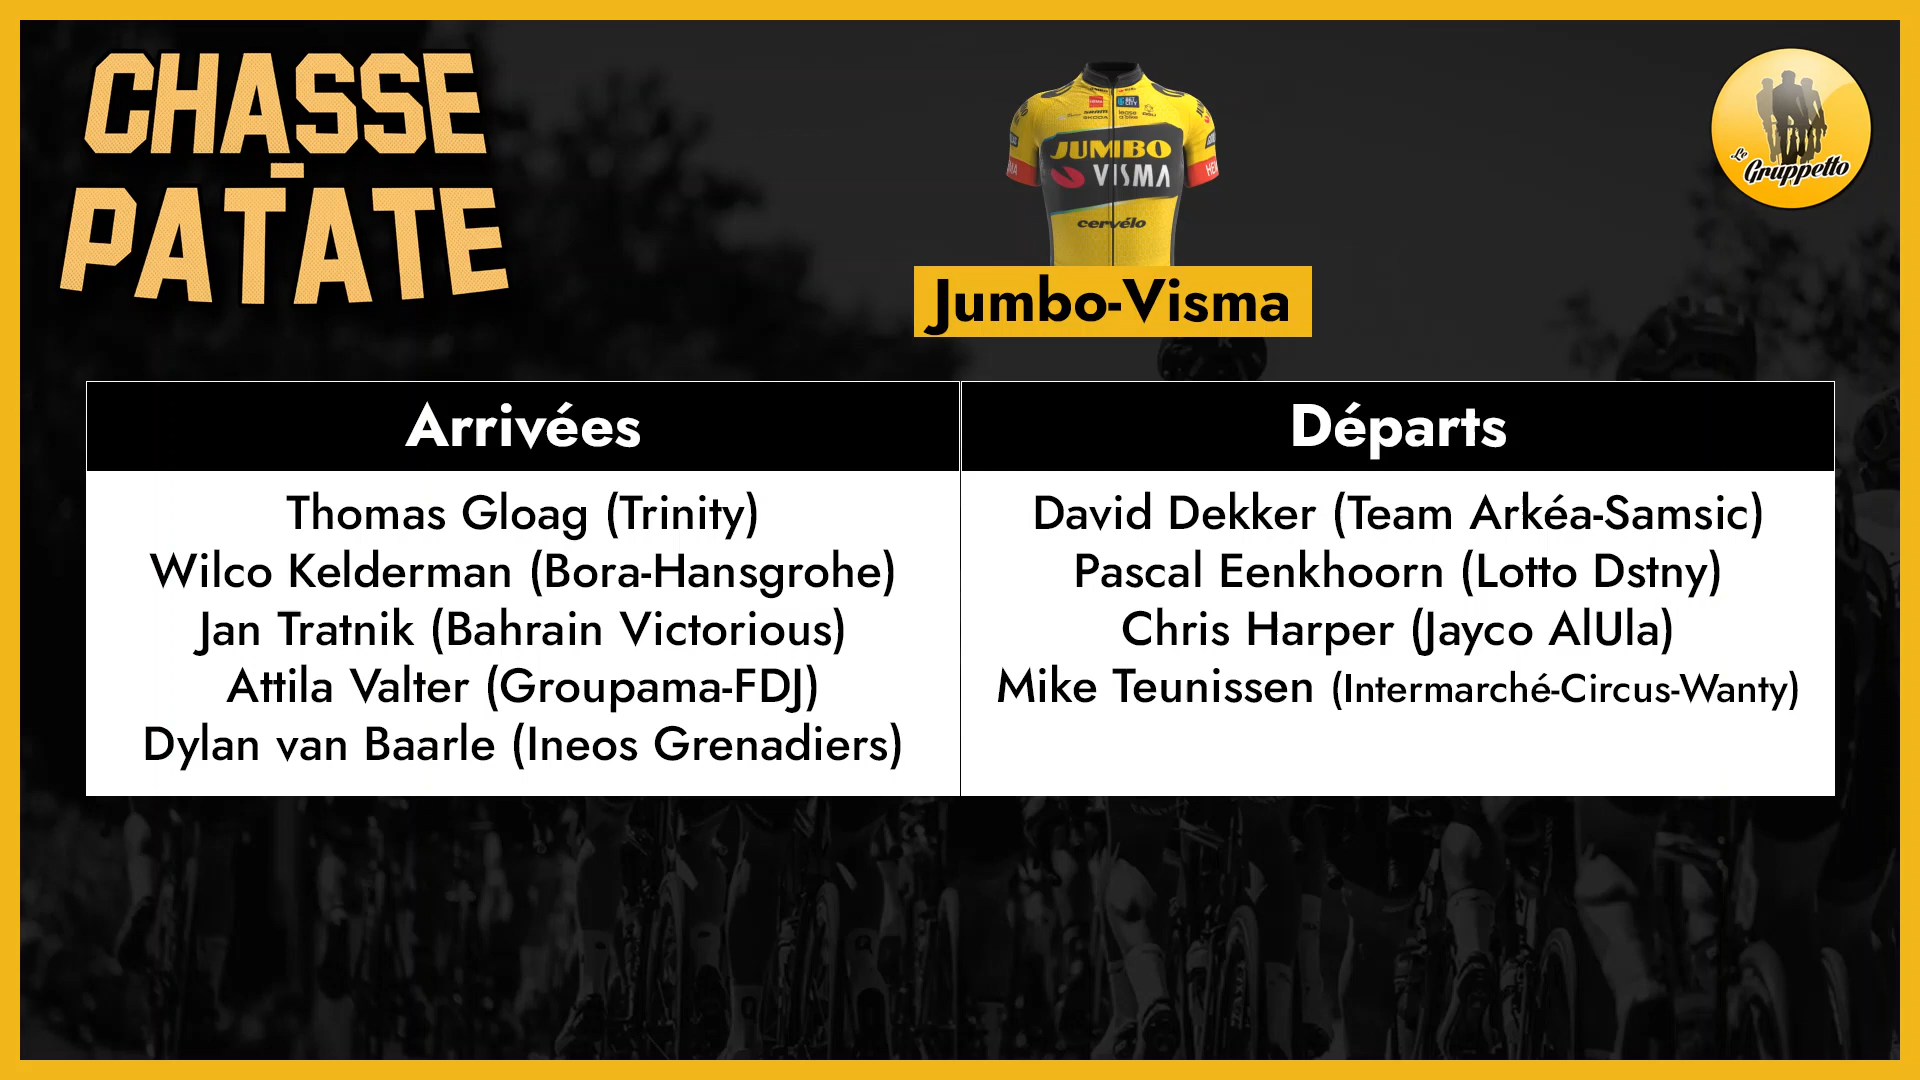 CHASSE
-
PATATE
JUMBO
VISMA
cervélo
Le
Gruppetto
Jumbo-Visma
Arrivées
Départs
Thomas Gloag (Trinity)
Wilco Kelderman (Bora-Hansgrohe)
Jan Tratnik (Bahrain Victorious)
Attila Valter (Groupama-FDJ)
Dylan van Baarle (Ineos Grenadiers)
David Dekker (Team Arkéa-Samsic)
Pascal Eenkhoorn (Lotto Dstny)
Chris Harper (Jayco AlUla)
Mike Teunissen (Intermarché-Circus-Wanty)